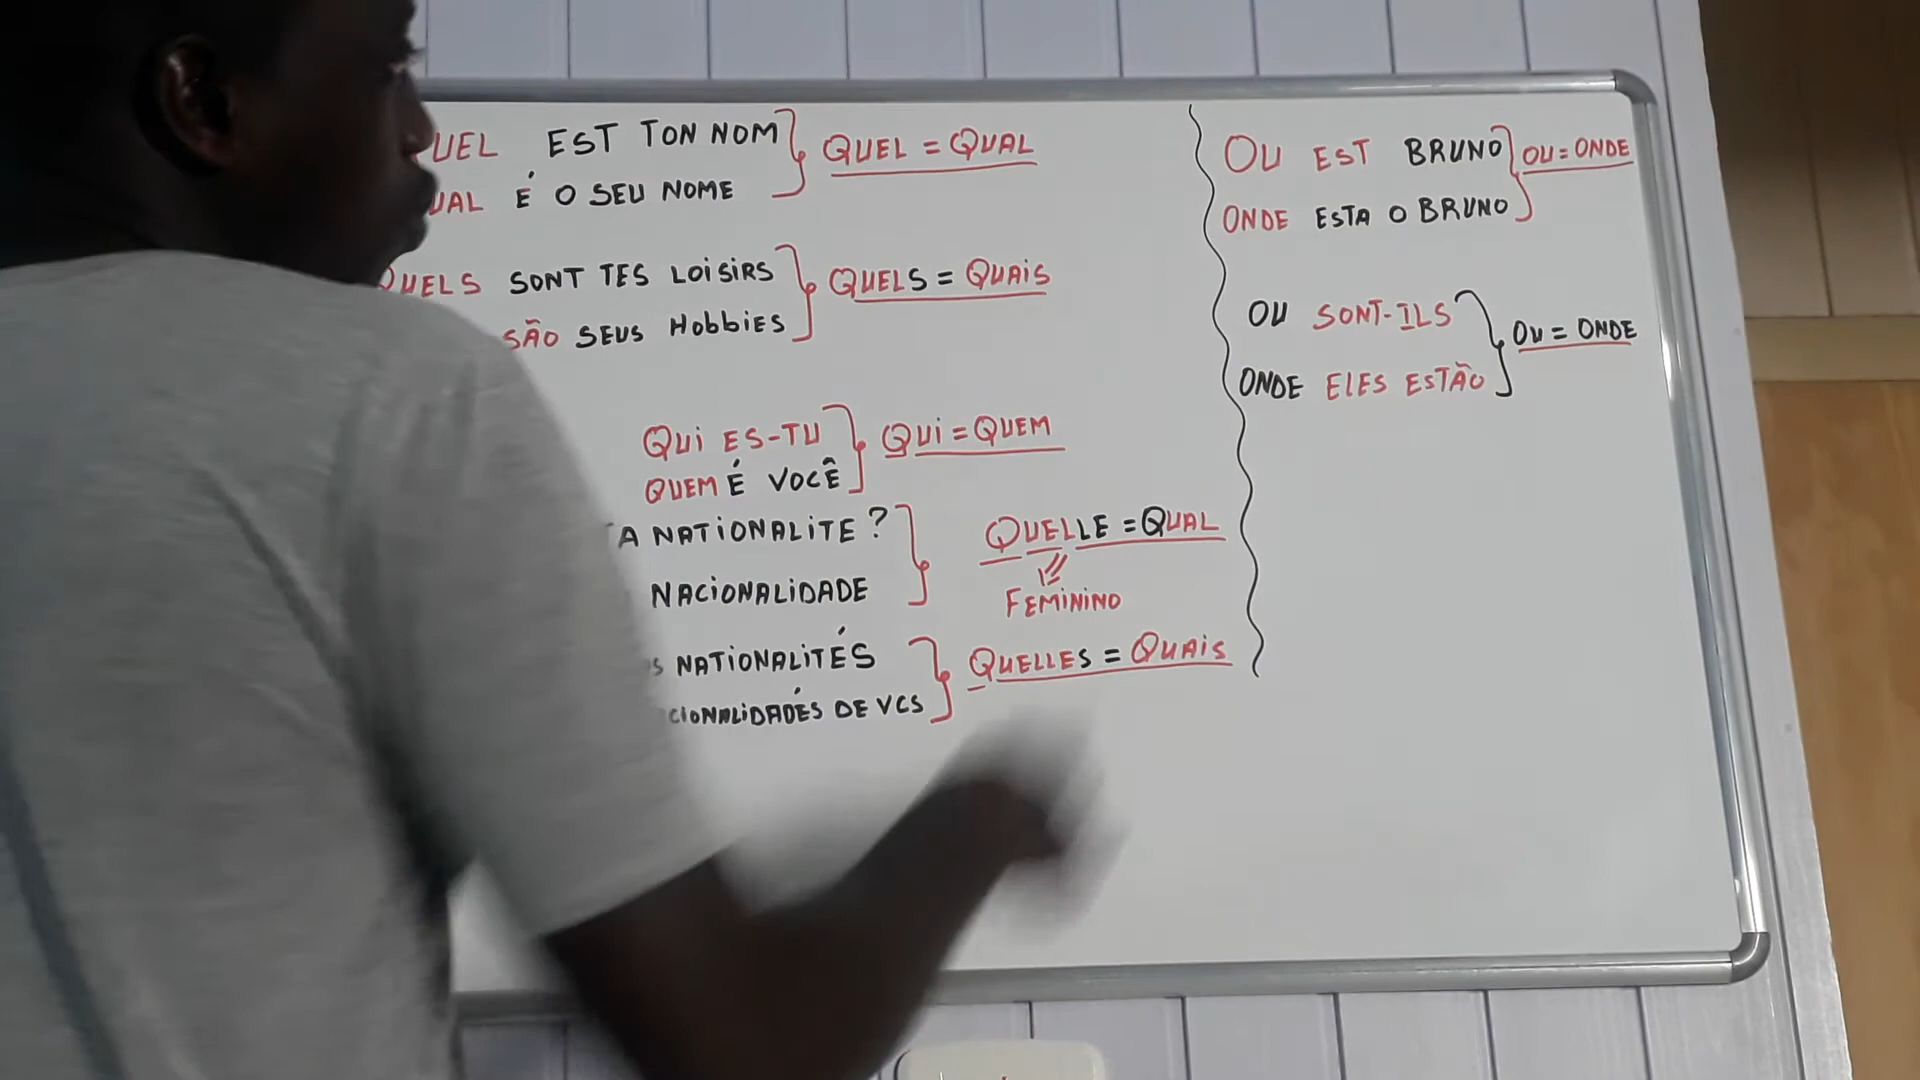 UEL EST TON NOM QUEL = QUAL
UAL É O SEU NOME
QUELS SONT TES LOISIRS QUELS = QUAIS
SÃO SEUS HOBBIES
QUI ES-TU QUI = QUEM
QUEM É VOCÊ
TA NATIONALITE ? QUELLE = QUAL
NACIONALIDADE FEMININO
S NATIONALITÉS QUELLES = QUAIS
CIONALIDADÉS DE VCS
OU EST BRUNO OU = ONDE
ONDE ESTA O BRUNO
OU SONT-ILS OU = ONDE
ONDE ELES ESTÃO